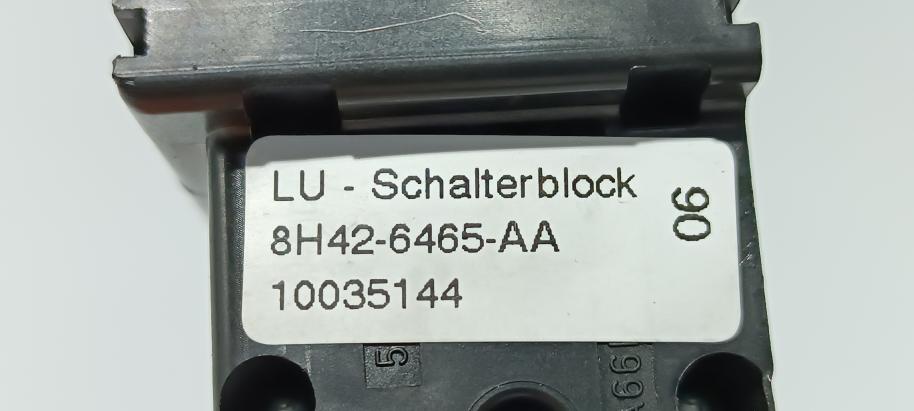 LU - Schalterblock
8H42-6465-AA
10035144
06
5